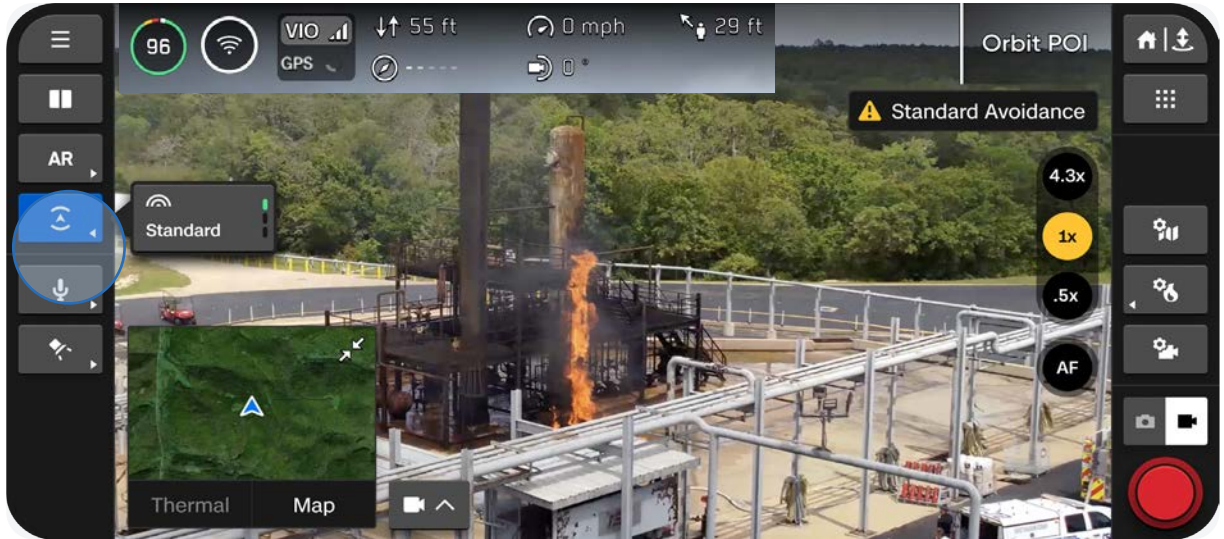 96
VIO
GPS
55 ft
-----
0 mph
0 °
29 ft
Orbit POI
Standard Avoidance
AR
Standard
4.3x
1x
.5x
AF
Thermal
Map